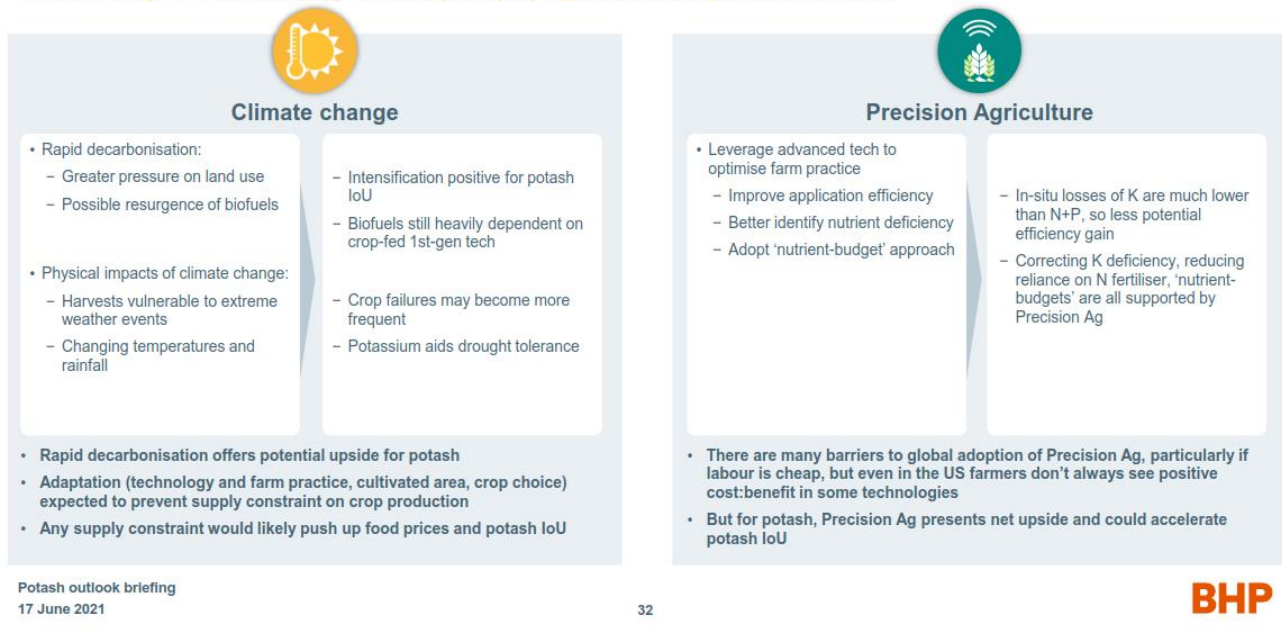 Climate change
• Rapid decarbonisation:
– Greater pressure on land use
– Possible resurgence of biofuels
• Physical impacts of climate change:
– Harvests vulnerable to extreme
weather events
– Changing temperatures and
rainfall
– Intensification positive for potash
IoU
– Biofuels still heavily dependent on
crop-fed 1st-gen tech
– Crop failures may become more
frequent
– Potassium aids drought tolerance
• Rapid decarbonisation offers potential upside for potash
• Adaptation (technology and farm practice, cultivated area, crop choice)
expected to prevent supply constraint on crop production
• Any supply constraint would likely push up food prices and potash IoU
Precision Agriculture
• Leverage advanced tech to
optimise farm practice
– Improve application efficiency
– Better identify nutrient deficiency
– Adopt ‘nutrient-budget’ approach
– In-situ losses of K are much lower
than N+P, so less potential
efficiency gain
– Correcting K deficiency, reducing
reliance on N fertiliser, ‘nutrient-
budgets’ are all supported by
Precision Ag
• There are many barriers to global adoption of Precision Ag, particularly if
labour is cheap, but even in the US farmers don’t always see positive
cost:benefit in some technologies
• But for potash, Precision Ag presents net upside and could accelerate
potash IoU
Potash outlook briefing
17 June 2021
32
BHP